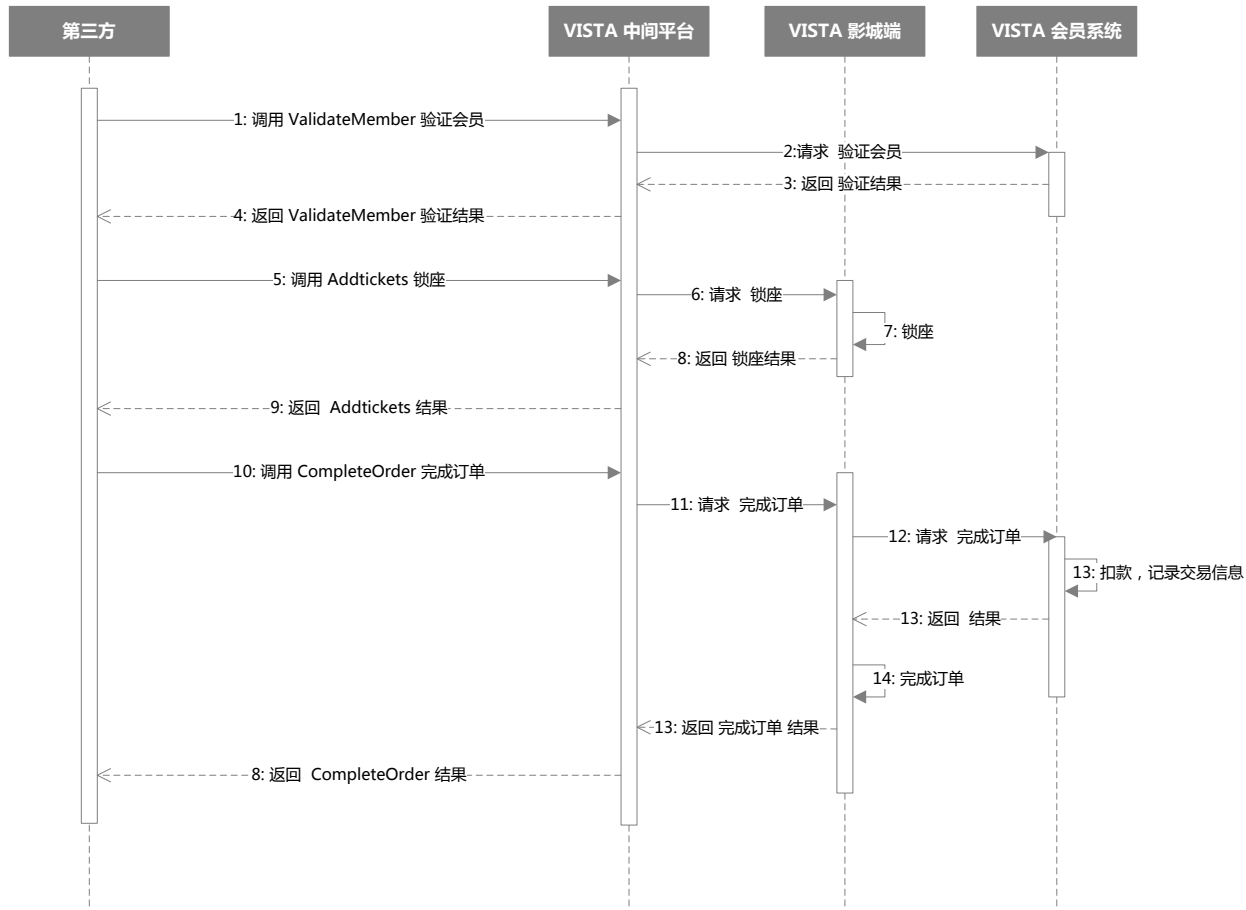 第三方
VISTA 中间平台
VISTA 影城端
VISTA 会员系统
1: 调用 ValidateMember 验证会员
2:请求  验证会员
3: 返回 验证结果
4: 返回 ValidateMember 验证结果
5: 调用 Addtickets 锁座
6: 请求  锁座
7: 锁座
8: 返回 锁座结果
9: 返回  Addtickets 结果
10: 调用 CompleteOrder 完成订单
11: 请求  完成订单
12: 请求  完成订单
13: 扣款，记录交易信息
13: 返回  结果
14: 完成订单
13: 返回 完成订单 结果
8: 返回  CompleteOrder 结果